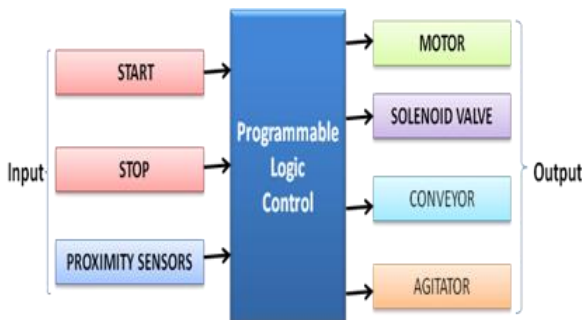 Input
START
STOP
PROXIMITY SENSORS
Programmable
Logic
Control
MOTOR
SOLENOID VALVE
CONVEYOR
AGITATOR
Output